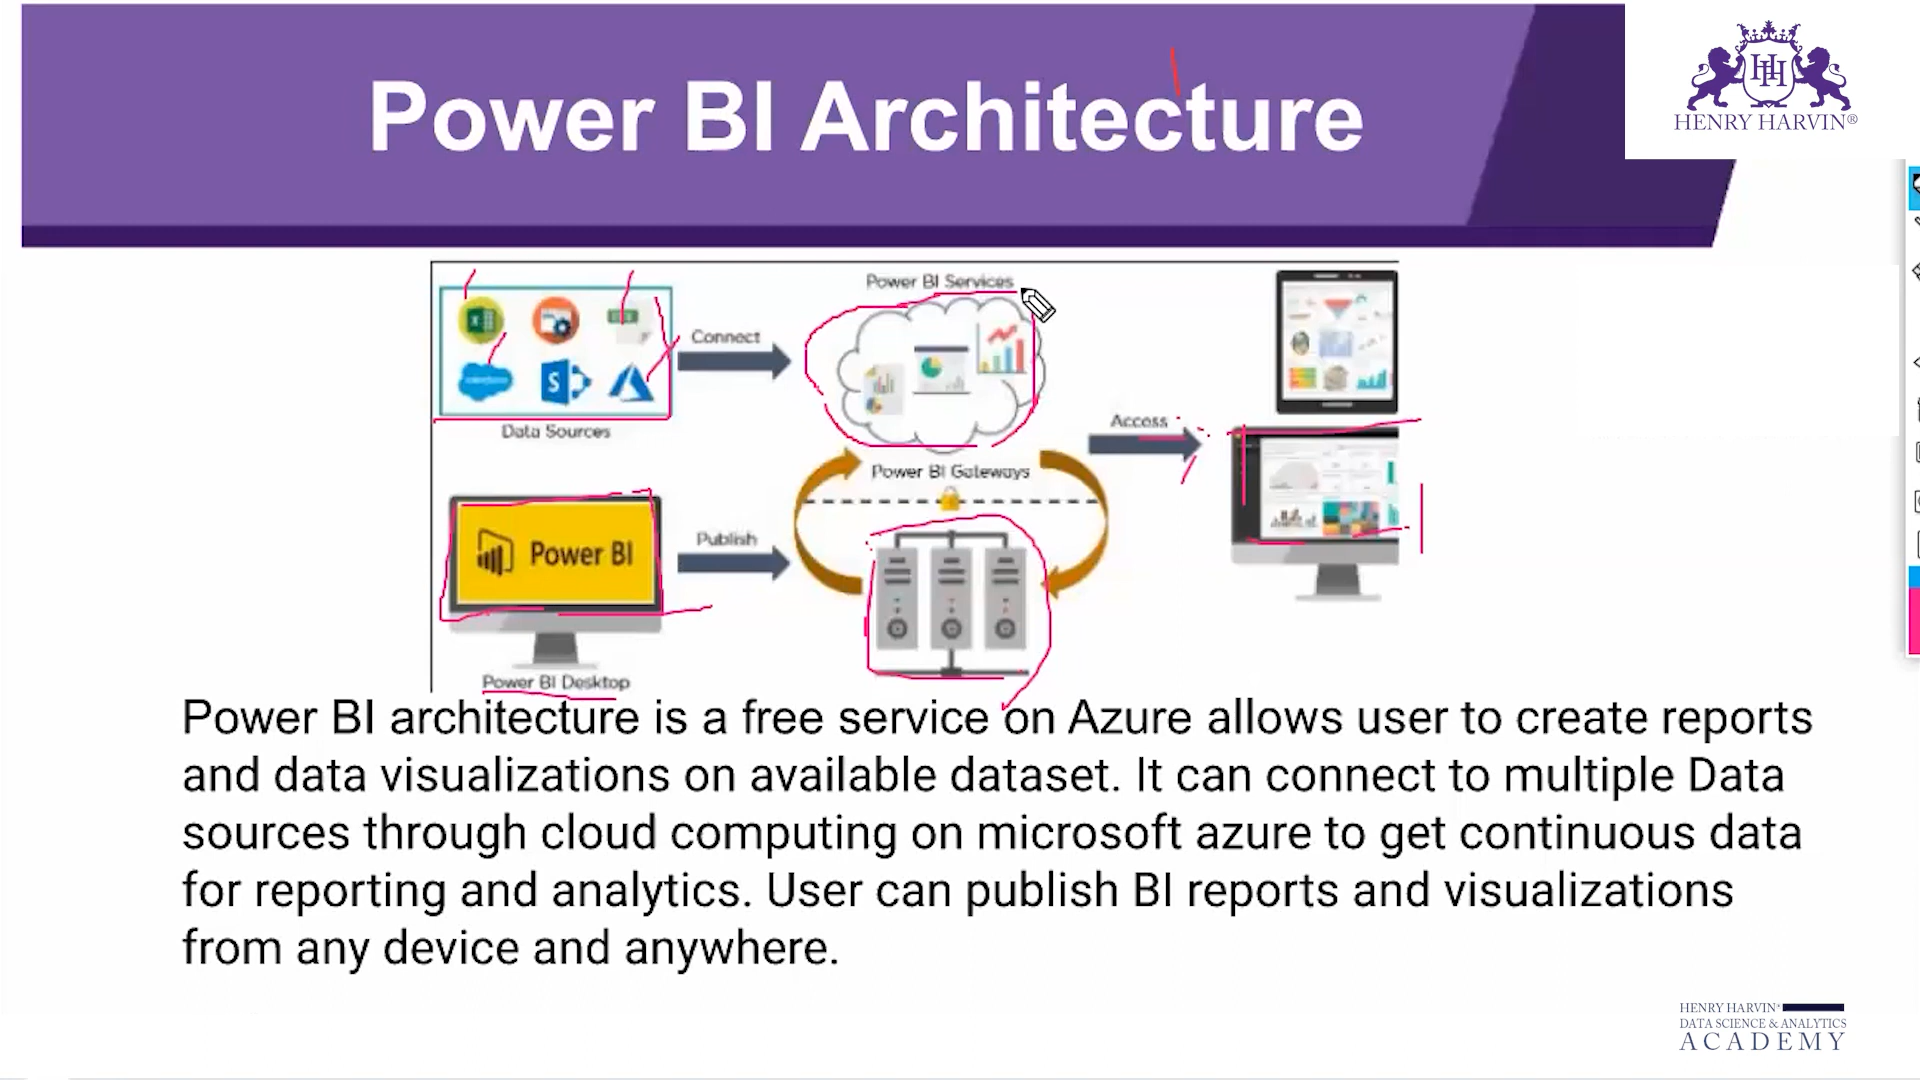 Power BI Architecture
HENRY HARVIN®
Power BI Services
Connect
Data Sources
Access
Power BI Gateways
Power BI
Publish
Power BI Desktop
Power BI architecture is a free service on Azure allows user to create reports
and data visualizations on available dataset. It can connect to multiple Data
sources through cloud computing on microsoft azure to get continuous data
for reporting and analytics. User can publish BI reports and visualizations
from any device and anywhere.
HENRY HARVIN®
DATA SCIENCE & ANALYTICS
ACADEMY